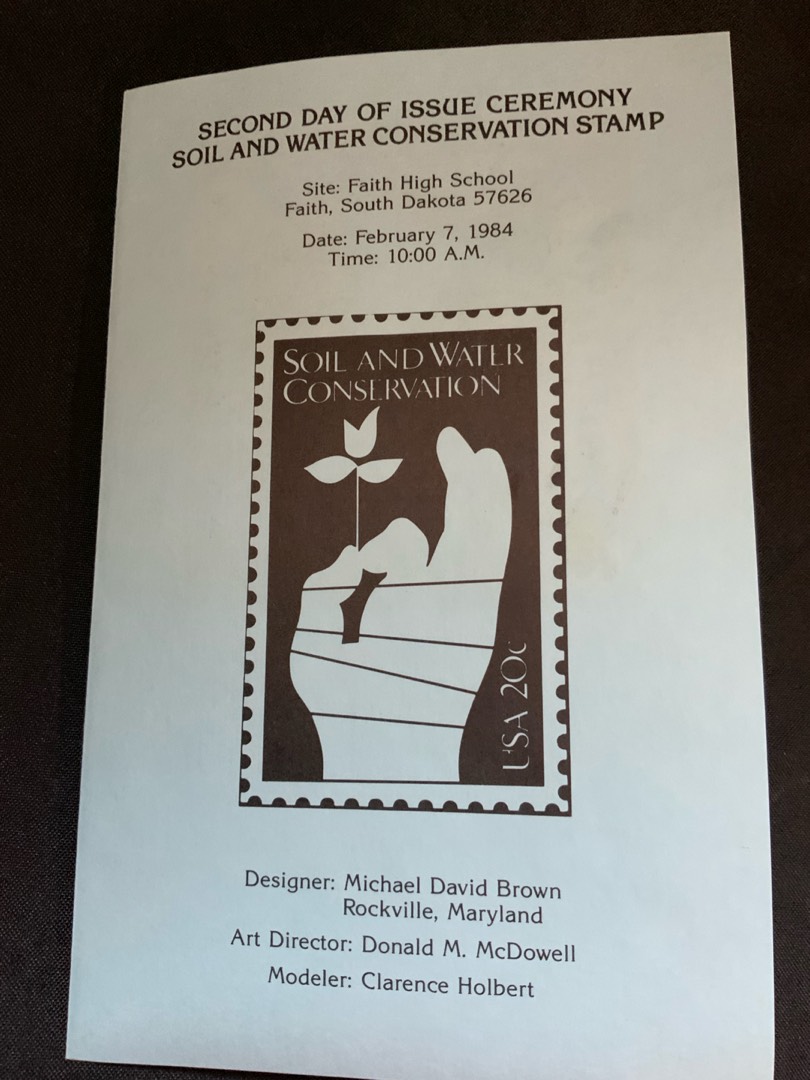 SECOND DAY OF ISSUE CEREMONY
SOIL AND WATER CONSERVATION STAMP
Site: Faith High School
Faith, South Dakota 57626
Date: February 7, 1984
Time: 10:00 A.M.
SOIL AND WATER
CONSERVATION
USA 20c
Designer: Michael David Brown
Rockville, Maryland
Art Director: Donald M. McDowell
Modeler: Clarence Holbert